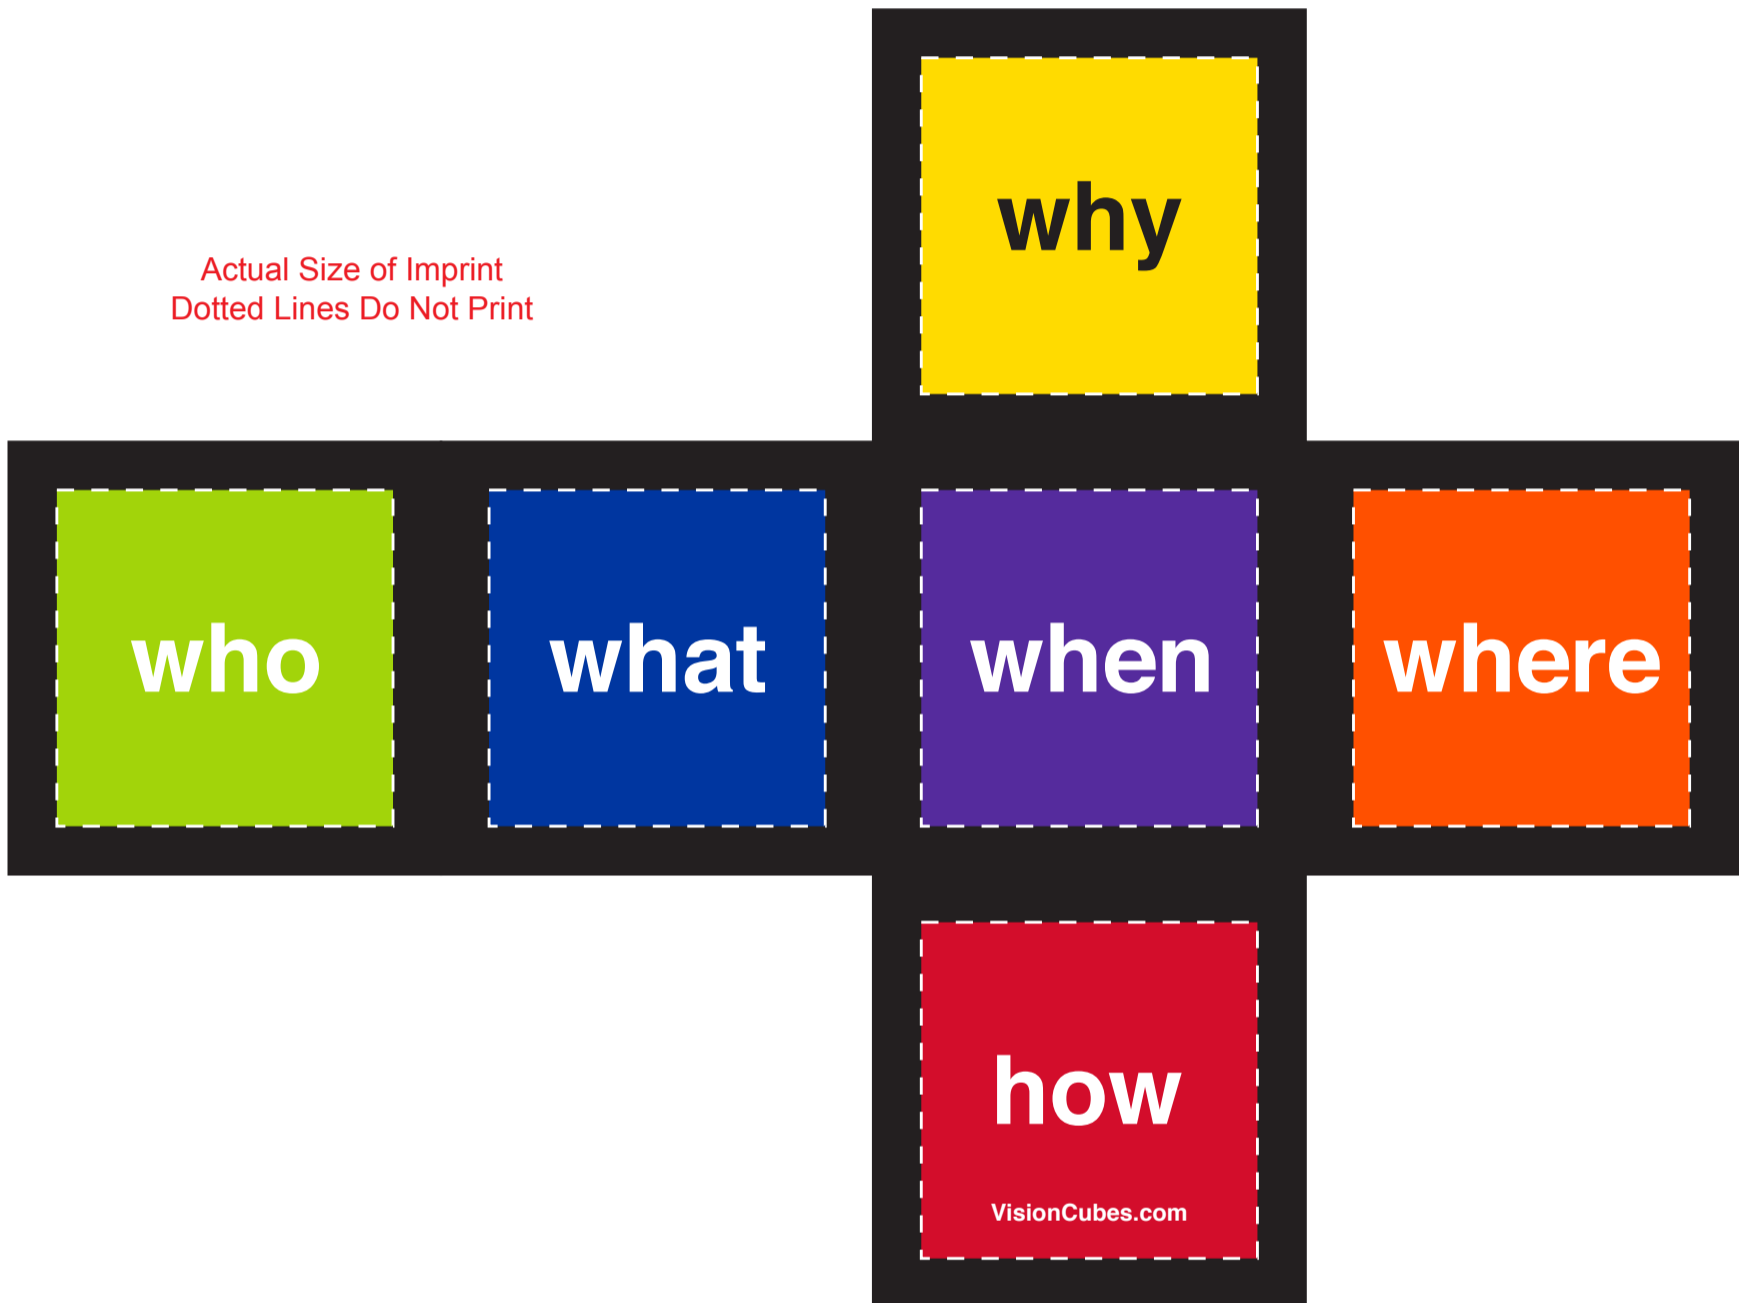 why
Actual Size of Imprint
Dotted Lines Do Not Print
who
what
when
where
how
VisionCubes.com